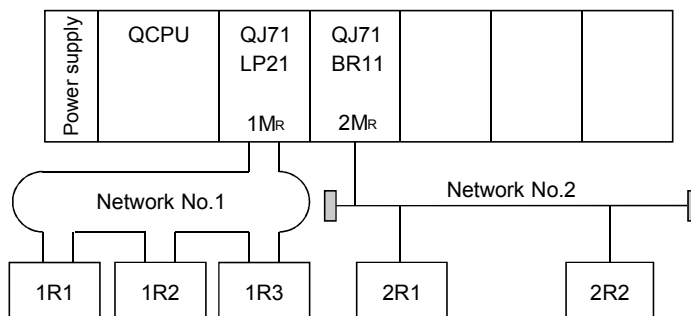 Power supply
QCPU
QJ71
LP21
1MR
QJ71
BR11
2MR
Network No.1
Network No.2
1R1
1R2
1R3
2R1
2R2